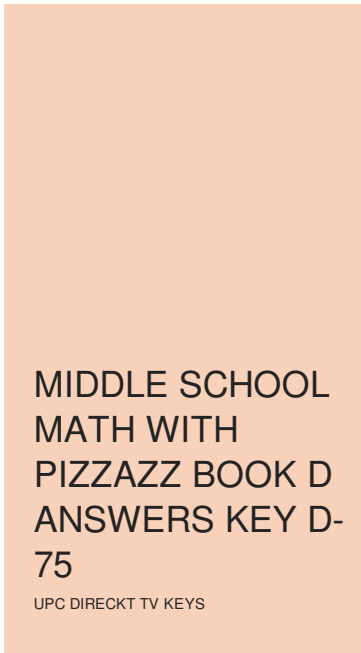 MIDDLE SCHOOL
MATH WITH
PIZZAZZ BOOK D
ANSWERS KEY D-
75
UPC DIRECKT TV KEYS